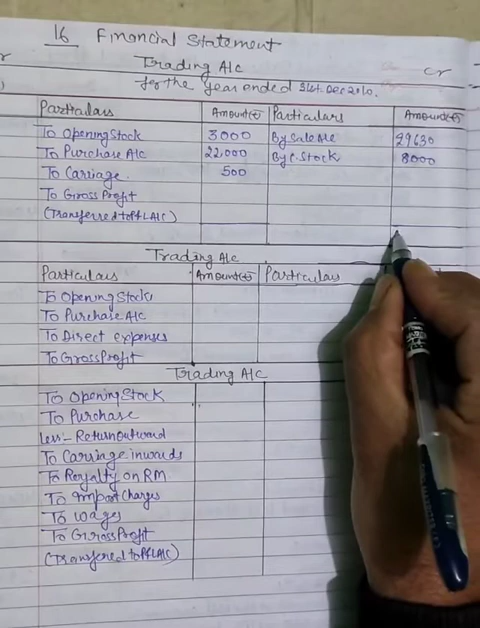 16 Financial Statement
Trading A/c
for the year ended 31st Dec 2010.
Cr
Particulars Amount(₹) Particulars Amount(₹)
To Opening Stock 3000 By Sale A/c 29630
To Purchase A/c 22,000 By C. Stock 8000
To Carriage. 500
To Gross Profit
(Transferred to P&L A/c)
Trading A/c
Particulars Amount(₹) Particulars
To Opening Stock
To Purchase A/c
To Direct expenses
To Gross Profit
Trading A/c
To Opening Stock
To Purchase
Less:- Return outward
To Carriage inwards
To Royalty on RM
To Import Charges
To Wages
To Gross Profit
(Transferred to P&L A/c)